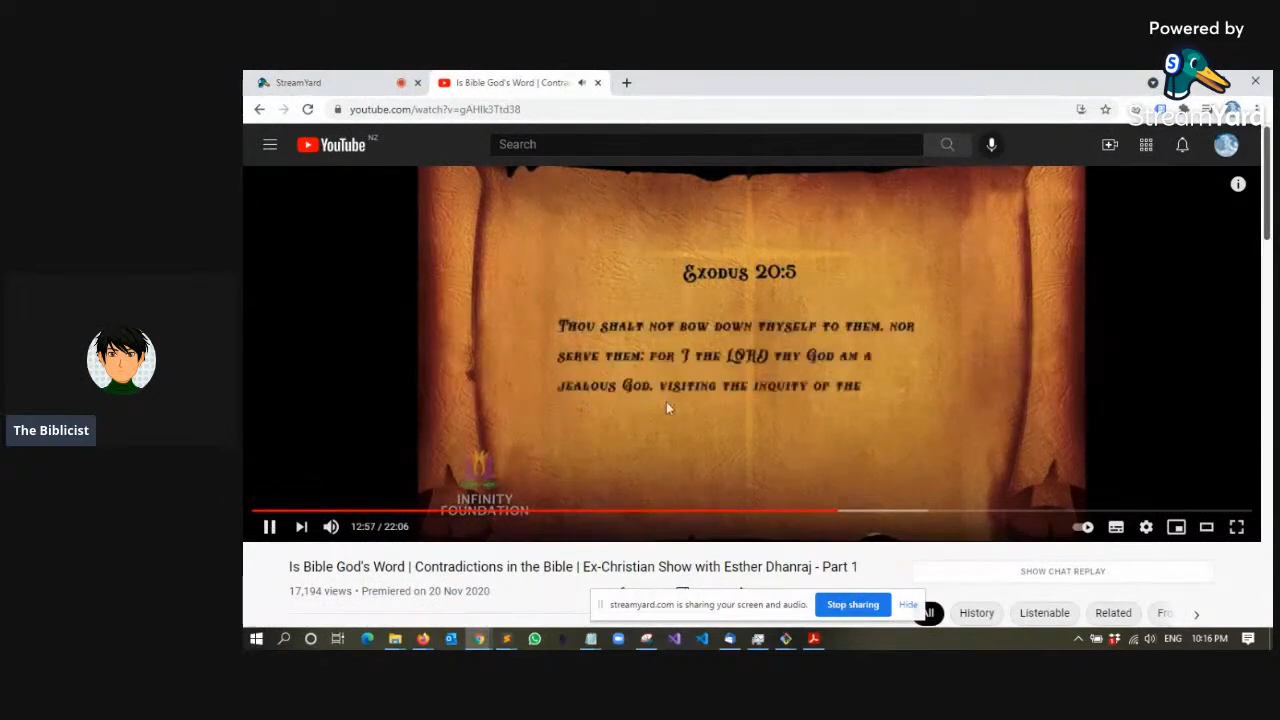 Powered by
StreamYard
StreamYard
Is Bible God's Word | Contra
youtube.com/watch?v=gAHIk3Ttd38
YouTube NZ
Search
Exodus 20:5
Thou shalt not bow down thyself to them, nor
serve them: for I the LORD thy God am a
jealous God, visiting the inquity of the
The Biblicist
INFINITY
FOUNDATION
12:57 / 22:06
Is Bible God's Word | Contradictions in the Bible | Ex-Christian Show with Esther Dhanraj - Part 1
SHOW CHAT REPLAY
17,194 views • Premiered on 20 Nov 2020
streamyard.com is sharing your screen and audio.
Stop sharing
Hide
All
History
Listenable
Related
Fro
ENG
10:16 PM